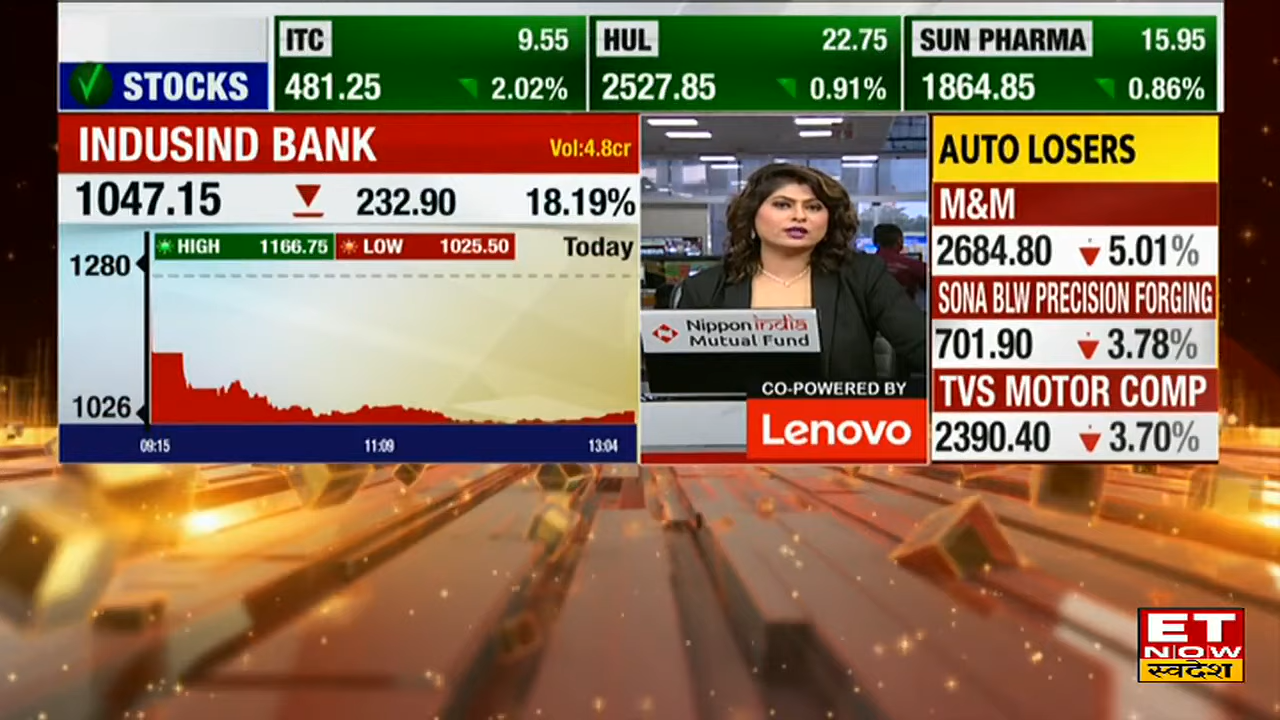 STOCKS
ITC 9.55
481.25 2.02%
HUL 22.75
2527.85 0.91%
SUN PHARMA 15.95
1864.85 0.86%
INDUSIND BANK Vol:4.8cr
1047.15 232.90 18.19%
HIGH 1166.75 LOW 1025.50 Today
1280
1026
09:15 11:09 13:04
Nippon india
Mutual Fund
CO-POWERED BY
Lenovo
AUTO LOSERS
M&M
2684.80 5.01%
SONA BLW PRECISION FORGING
701.90 3.78%
TVS MOTOR COMP
2390.40 3.70%
ET
NOW
स्वदेश